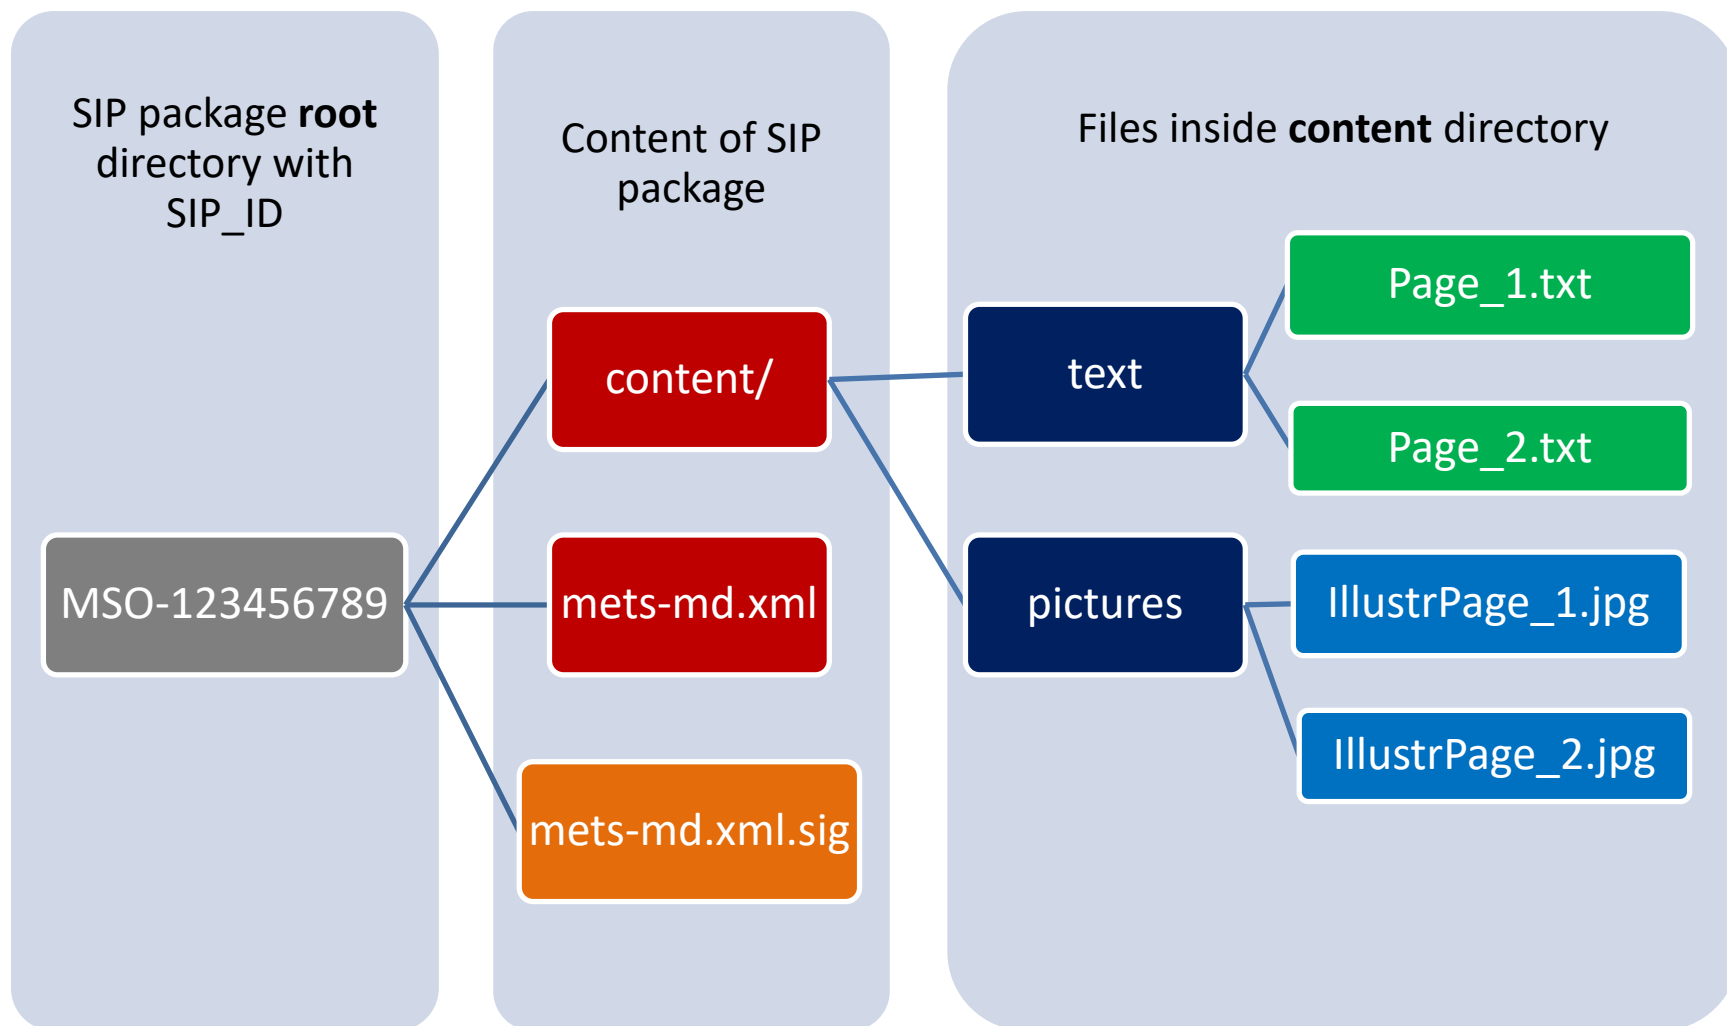 SIP package root
directory with
SIP_ID
Content of SIP
package
Files inside content directory
MSO-123456789
content/
mets-md.xml
mets-md.xml.sig
text
pictures
Page_1.txt
Page_2.txt
IllustrPage_1.jpg
IllustrPage_2.jpg